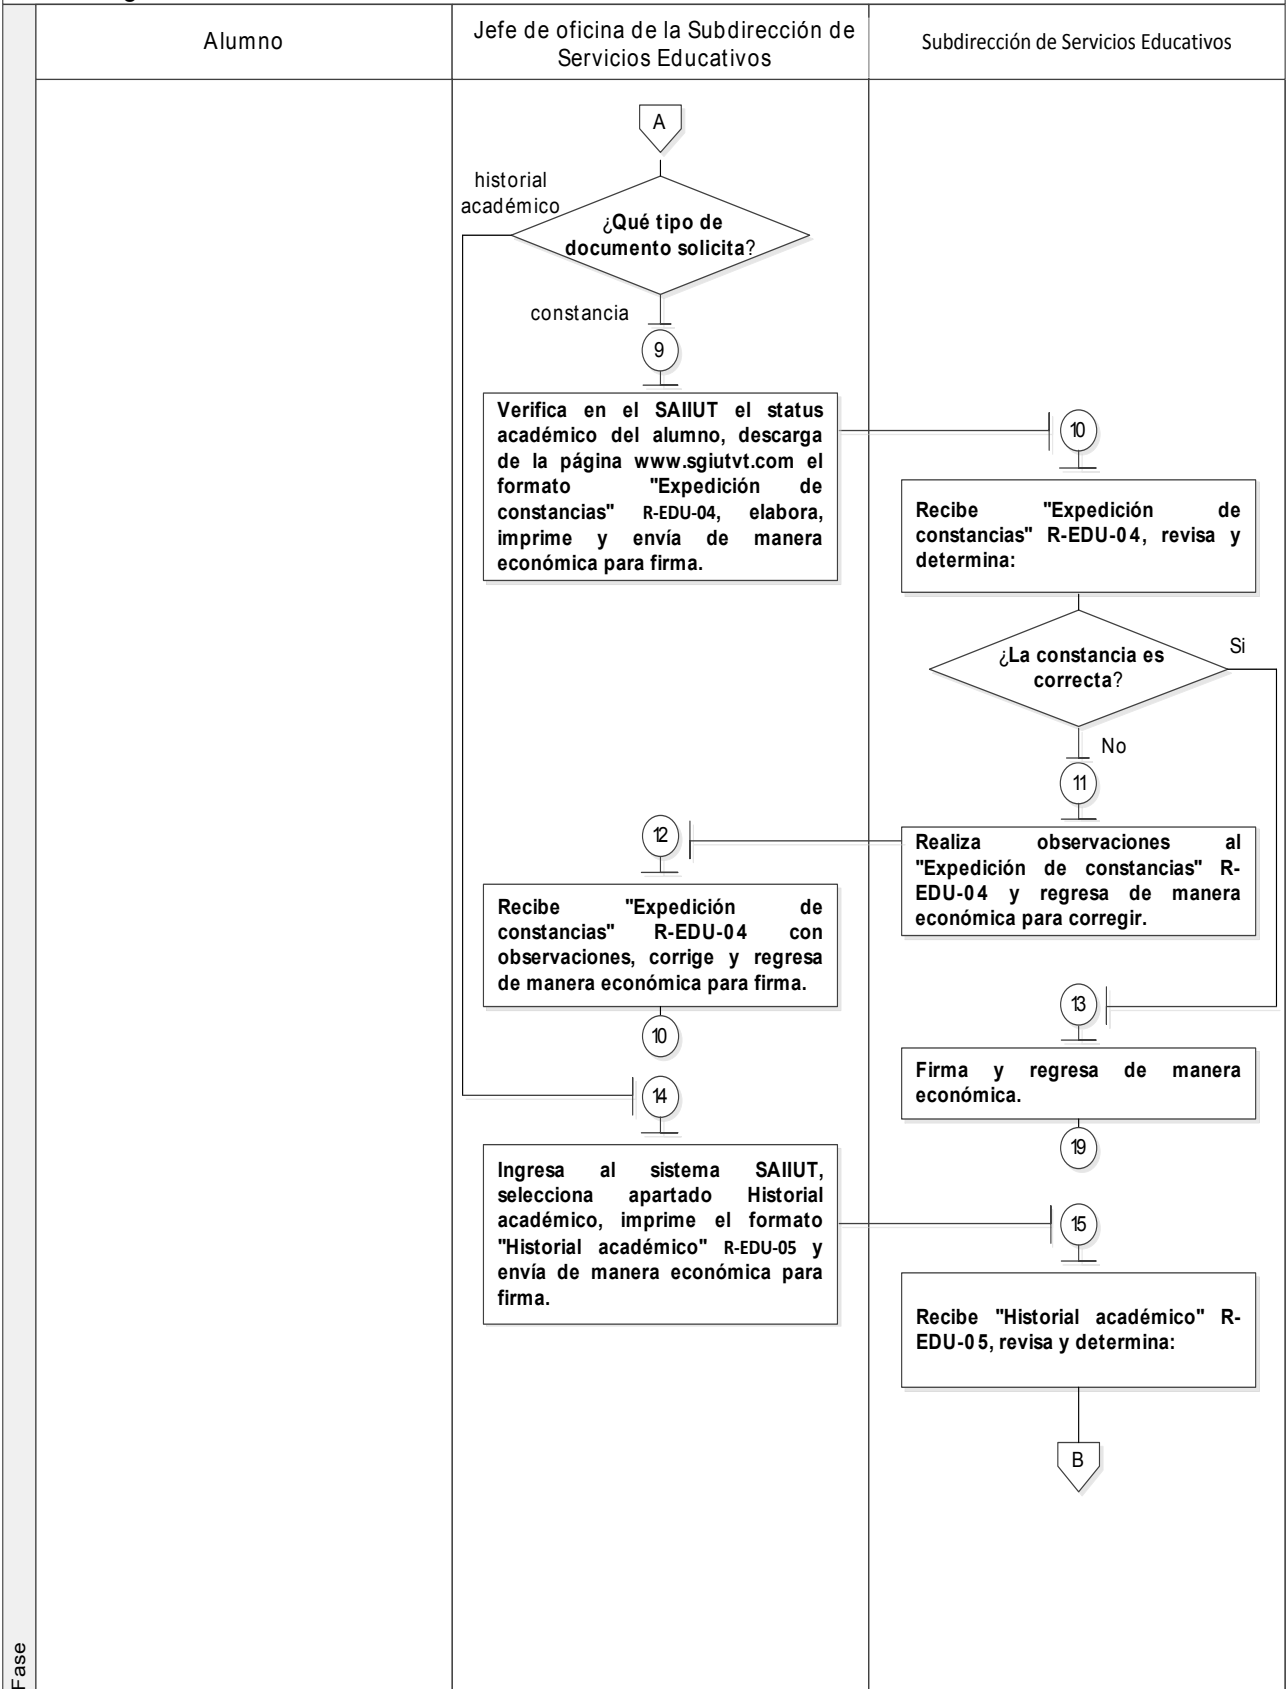 Alumno
Jefe de oficina de la Subdirección de
Servicios Educativos
Subdirección de Servicios Educativos
A
historial
académico
¿Qué tipo de
documento solicita?
constancia
9
Verifica en el SAIIUT el status
académico del alumno, descarga
de la página www.sgiutvt.com el
formato "Expedición de
constancias" R-EDU-04, elabora,
imprime y envía de manera
económica para firma.
10
Recibe "Expedición de
constancias" R-EDU-04, revisa y
determina:
¿La constancia es
correcta?
Si
No
11
Realiza observaciones al
"Expedición de constancias" R-
EDU-04 y regresa de manera
económica para corregir.
12
Recibe "Expedición de
constancias" R-EDU-04 con
observaciones, corrige y regresa
de manera económica para firma.
10
13
Firma y regresa de manera
económica.
19
14
Ingresa al sistema SAIIUT,
selecciona apartado Historial
académico, imprime el formato
"Historial académico" R-EDU-05 y
envía de manera económica para
firma.
15
Recibe "Historial académico" R-
EDU-05, revisa y determina:
B
Fase